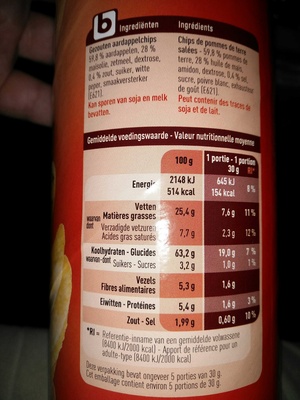 b Ingrediënten Ingrédients
Gezouten aardappelchips
59,8 % aardappelen, 28 %
maïsolie, zetmeel, dextrose,
0,4 % zout, suiker, witte
peper, smaakversterker
[E621].
Kan sporen van soja en melk
bevatten.
Chips de pommes de terre
salées - 59,8 % pommes de
terre, 28 % huile de maïs,
amidon, dextrose, 0,4 % sel,
sucre, poivre blanc, exhausteur
de goût [E621].
Peut contenir des traces de
soja et de lait.
Gemiddelde voedingswaarde - Valeur nutritionnelle moyenne
100 g 1 portie - 1 portion
30 g RI*
Energie 2148 kJ 645 kJ
514 kcal 154 kcal 8 %
Vetten
Matières grasses 25,4 g 7,6 g 11 %
waarvan
dont
Verzadigde vetzuren
Acides gras saturés 7,7 g 2,3 g 12 %
Koolhydraten - Glucides 63,2 g 19,0 g 7 %
waarvan
dont
Suikers - Sucres 3,2 g 1,0 g 1 %
Vezels
Fibres alimentaires 5,3 g 1,6 g
Eiwitten - Protéines 5,4 g 1,6 g 3 %
Zout - Sel 1,99 g 0,60 g 10 %
*RI = Referentie-inname van een gemiddelde volwassene
[8400 kJ/2000 kcal] - Apport de référence pour un
adulte-type [8400 kJ/2000 kcal]
Deze verpakking bevat ongeveer 5 porties van 30 g.
Cet emballage contient environ 5 portions de 30 g.